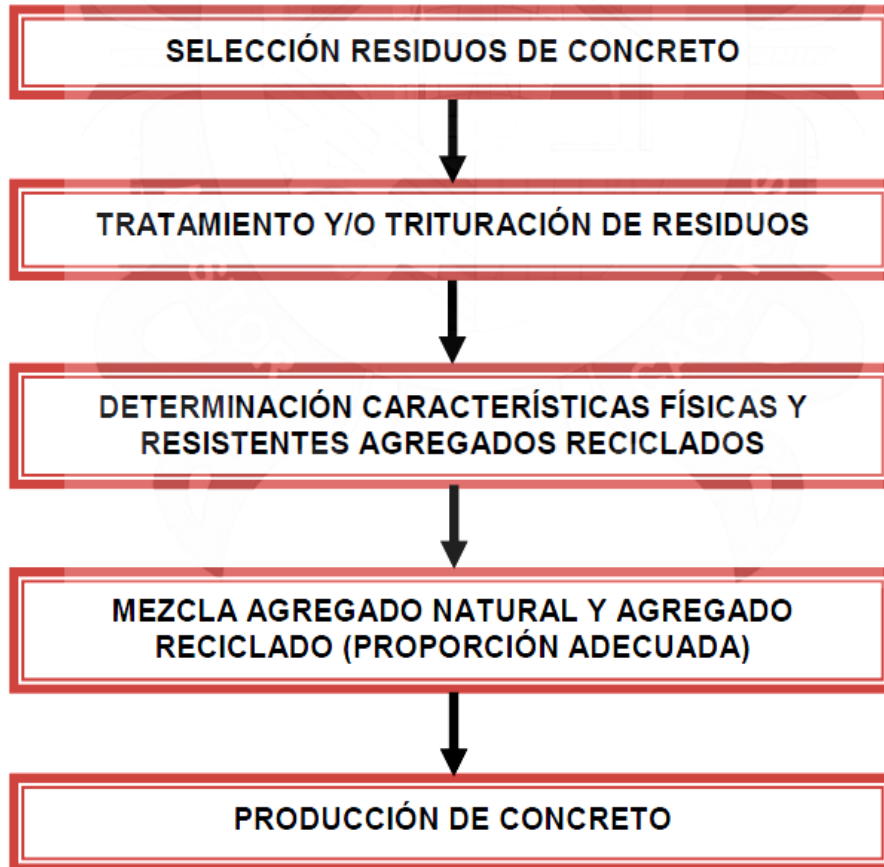 SELECCIÓN RESIDUOS DE CONCRETO
TRATAMIENTO Y/O TRITURACIÓN DE RESIDUOS
DETERMINACIÓN CARACTERÍSTICAS FÍSICAS Y
RESISTENTES AGREGADOS RECICLADOS
MEZCLA AGREGADO NATURAL Y AGREGADO
RECICLADO (PROPORCIÓN ADECUADA)
PRODUCCIÓN DE CONCRETO